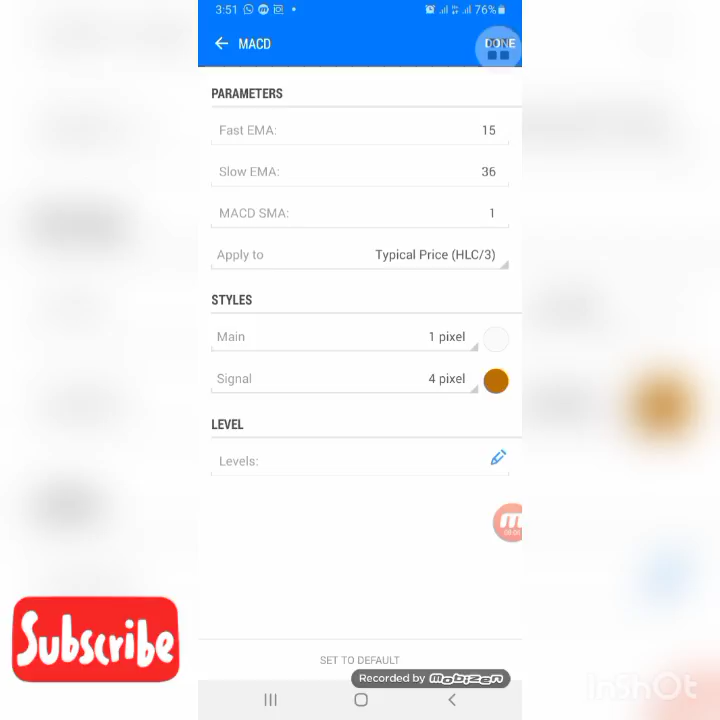 3:51 76%
MACD DONE
PARAMETERS
Fast EMA: 15
Slow EMA: 36
MACD SMA: 1
Apply to Typical Price (HLC/3)
STYLES
Main 1 pixel
Signal 4 pixel
LEVEL
Levels:
Subscribe
SET TO DEFAULT
Recorded by mobizen
InShOt